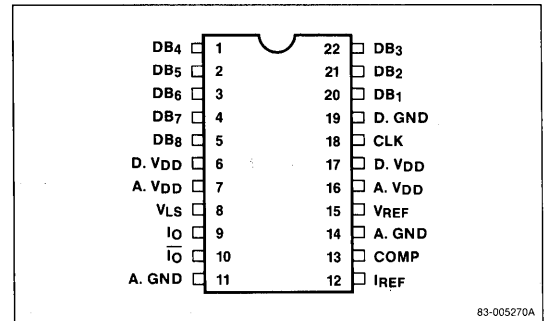 DB4 1 22 DB3
DB5 2 21 DB2
DB6 3 20 DB1
DB7 4 19 D. GND
DB8 5 18 CLK
D. VDD 6 17 D. VDD
A. VDD 7 16 A. VDD
VLS 8 15 VREF
IO 9 14 A. GND
I̅O̅ 10 13 COMP
A. GND 11 12 IREF
83-005270A